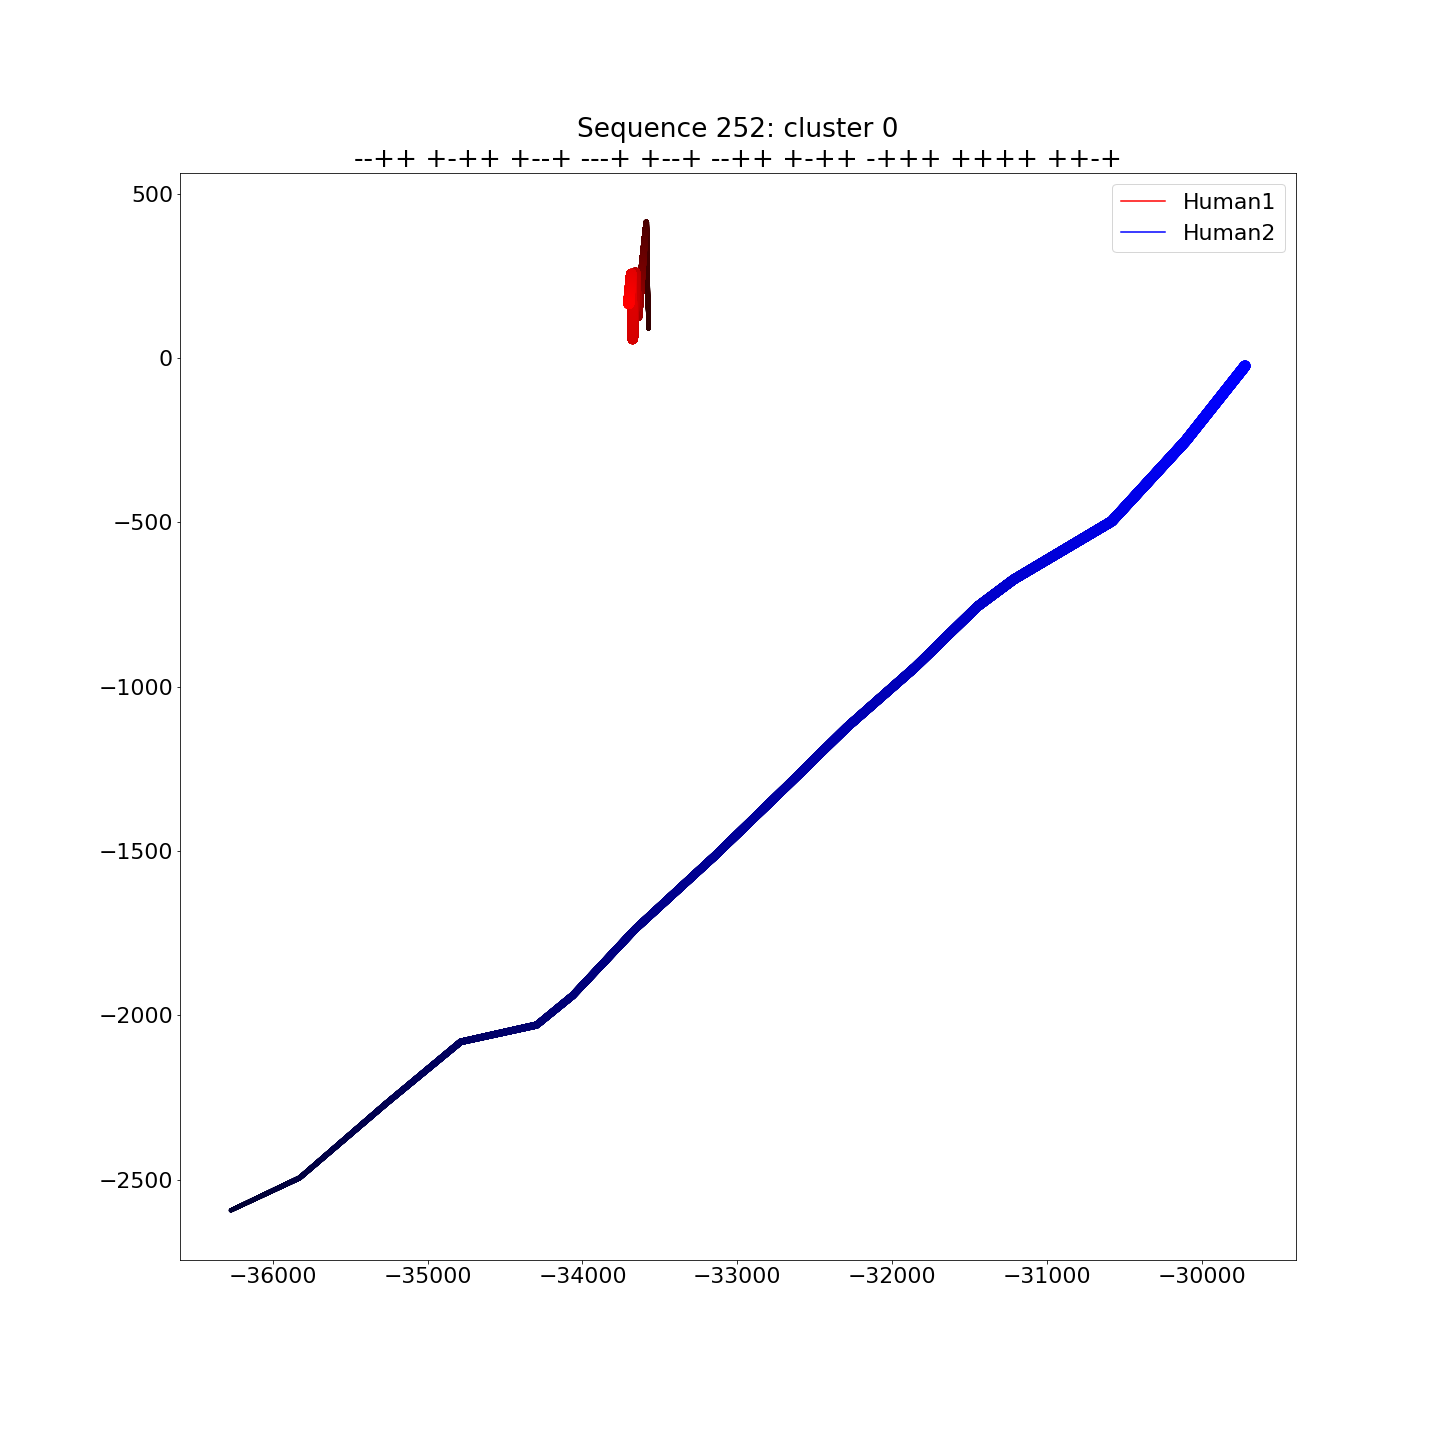 Sequence 252: cluster 0
--++ +-++ +--+ ---+ +--+ --++ +-++ -+++ ++++ ++-+
Human1
Human2
500
0
−500
−1000
−1500
−2000
−2500
−36000 −35000 −34000 −33000 −32000 −31000 −30000